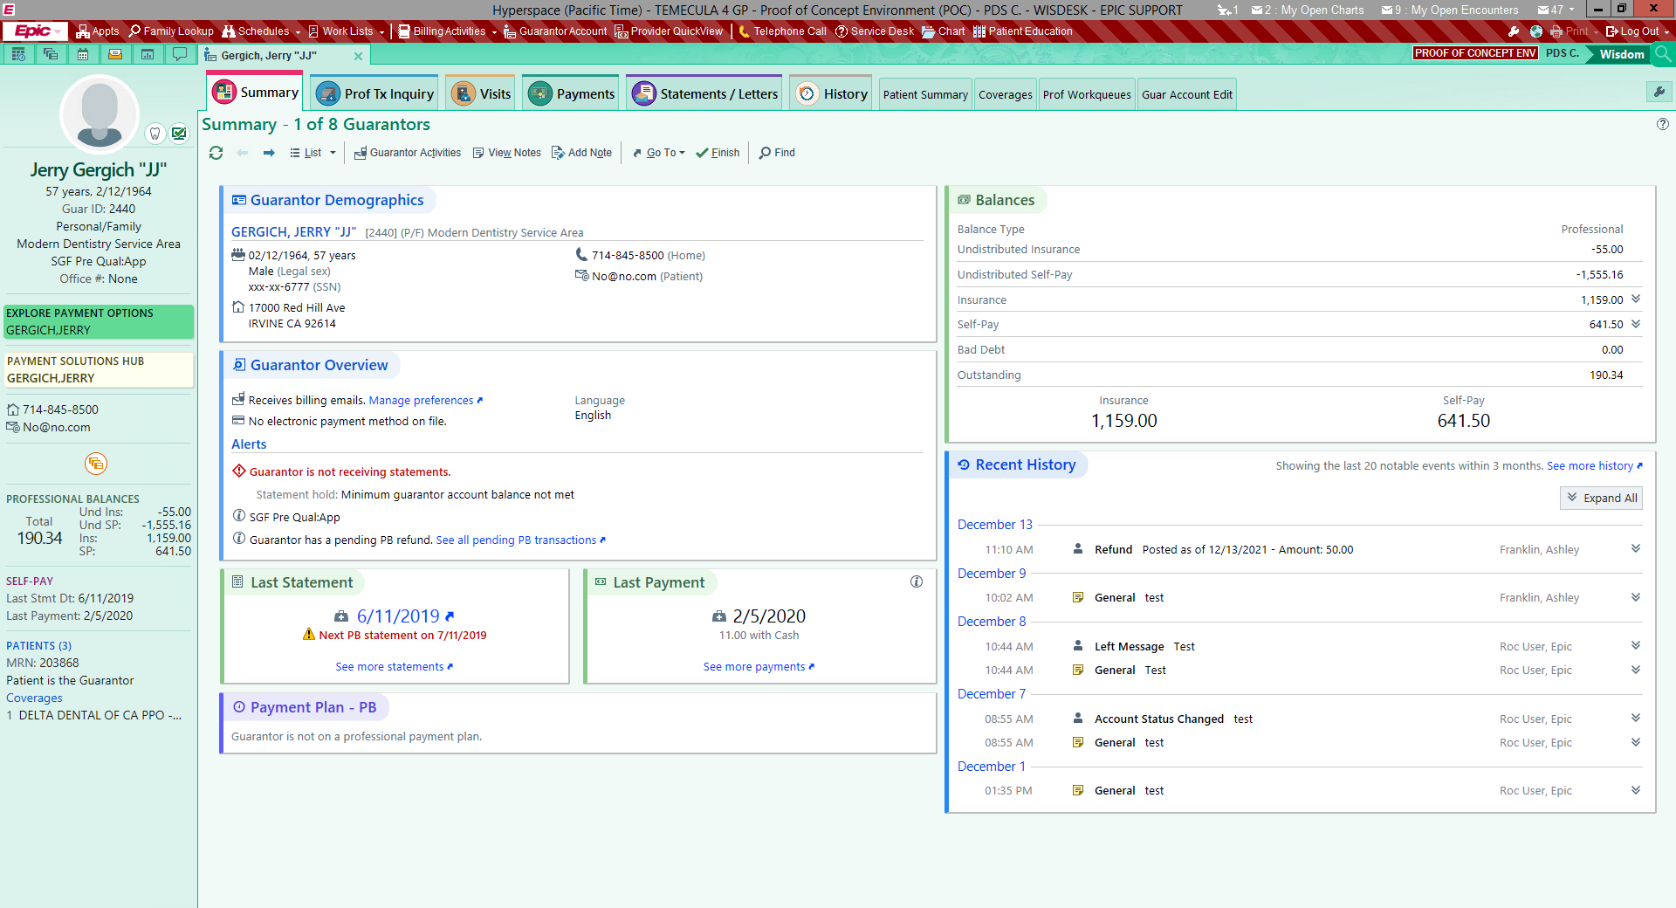 Hyperspace (Pacific Time) - TEMECULA 4 GP - Proof of Concept Environment (POC) - PDS C. - WISDESK - EPIC SUPPORT
1 2 : My Open Charts 9 : My Open Encounters 47
Epic Appts Family Lookup Schedules Work Lists Billing Activities Guarantor Account Provider QuickView Telephone Call Service Desk Chart Patient Education Print Log Out
Gergich, Jerry "JJ" PROOF OF CONCEPT ENV PDS C. Wisdom
Summary Prof Tx Inquiry Visits Payments Statements / Letters History Patient Summary Coverages Prof Workqueues Guar Account Edit
Summary - 1 of 8 Guarantors
List Guarantor Activities View Notes Add Note Go To Finish Find
Jerry Gergich "JJ"
57 years, 2/12/1964
Guar ID: 2440
Personal/Family
Modern Dentistry Service Area
SGF Pre Qual:App
Office #: None
EXPLORE PAYMENT OPTIONS
GERGICH,JERRY
PAYMENT SOLUTIONS HUB
GERGICH,JERRY
714-845-8500
No@no.com
PROFESSIONAL BALANCES
Total
190.34
Und Ins: -55.00
Und SP: -1,555.16
Ins: 1,159.00
SP: 641.50
SELF-PAY
Last Stmt Dt: 6/11/2019
Last Payment: 2/5/2020
PATIENTS (3)
MRN: 203868
Patient is the Guarantor
Coverages
1 DELTA DENTAL OF CA PPO -...
Guarantor Demographics
GERGICH, JERRY "JJ" [2440] (P/F) Modern Dentistry Service Area
02/12/1964, 57 years
Male (Legal sex)
xxx-xx-6777 (SSN)
17000 Red Hill Ave
IRVINE CA 92614
714-845-8500 (Home)
No@no.com (Patient)
Guarantor Overview
Receives billing emails. Manage preferences
No electronic payment method on file.
Language
English
Alerts
Guarantor is not receiving statements.
Statement hold: Minimum guarantor account balance not met
SGF Pre Qual:App
Guarantor has a pending PB refund. See all pending PB transactions
Last Statement
6/11/2019
Next PB statement on 7/11/2019
See more statements
Last Payment
2/5/2020
11.00 with Cash
See more payments
Payment Plan - PB
Guarantor is not on a professional payment plan.
Balances
Balance Type Professional
Undistributed Insurance -55.00
Undistributed Self-Pay -1,555.16
Insurance 1,159.00
Self-Pay 641.50
Bad Debt 0.00
Outstanding 190.34
Insurance Self-Pay
1,159.00 641.50
Recent History Showing the last 20 notable events within 3 months. See more history
Expand All
December 13
11:10 AM Refund Posted as of 12/13/2021 - Amount: 50.00 Franklin, Ashley
December 9
10:02 AM General test Franklin, Ashley
December 8
10:44 AM Left Message Test Roc User, Epic
10:44 AM General Test Roc User, Epic
December 7
08:55 AM Account Status Changed test Roc User, Epic
08:55 AM General test Roc User, Epic
December 1
01:35 PM General test Roc User, Epic